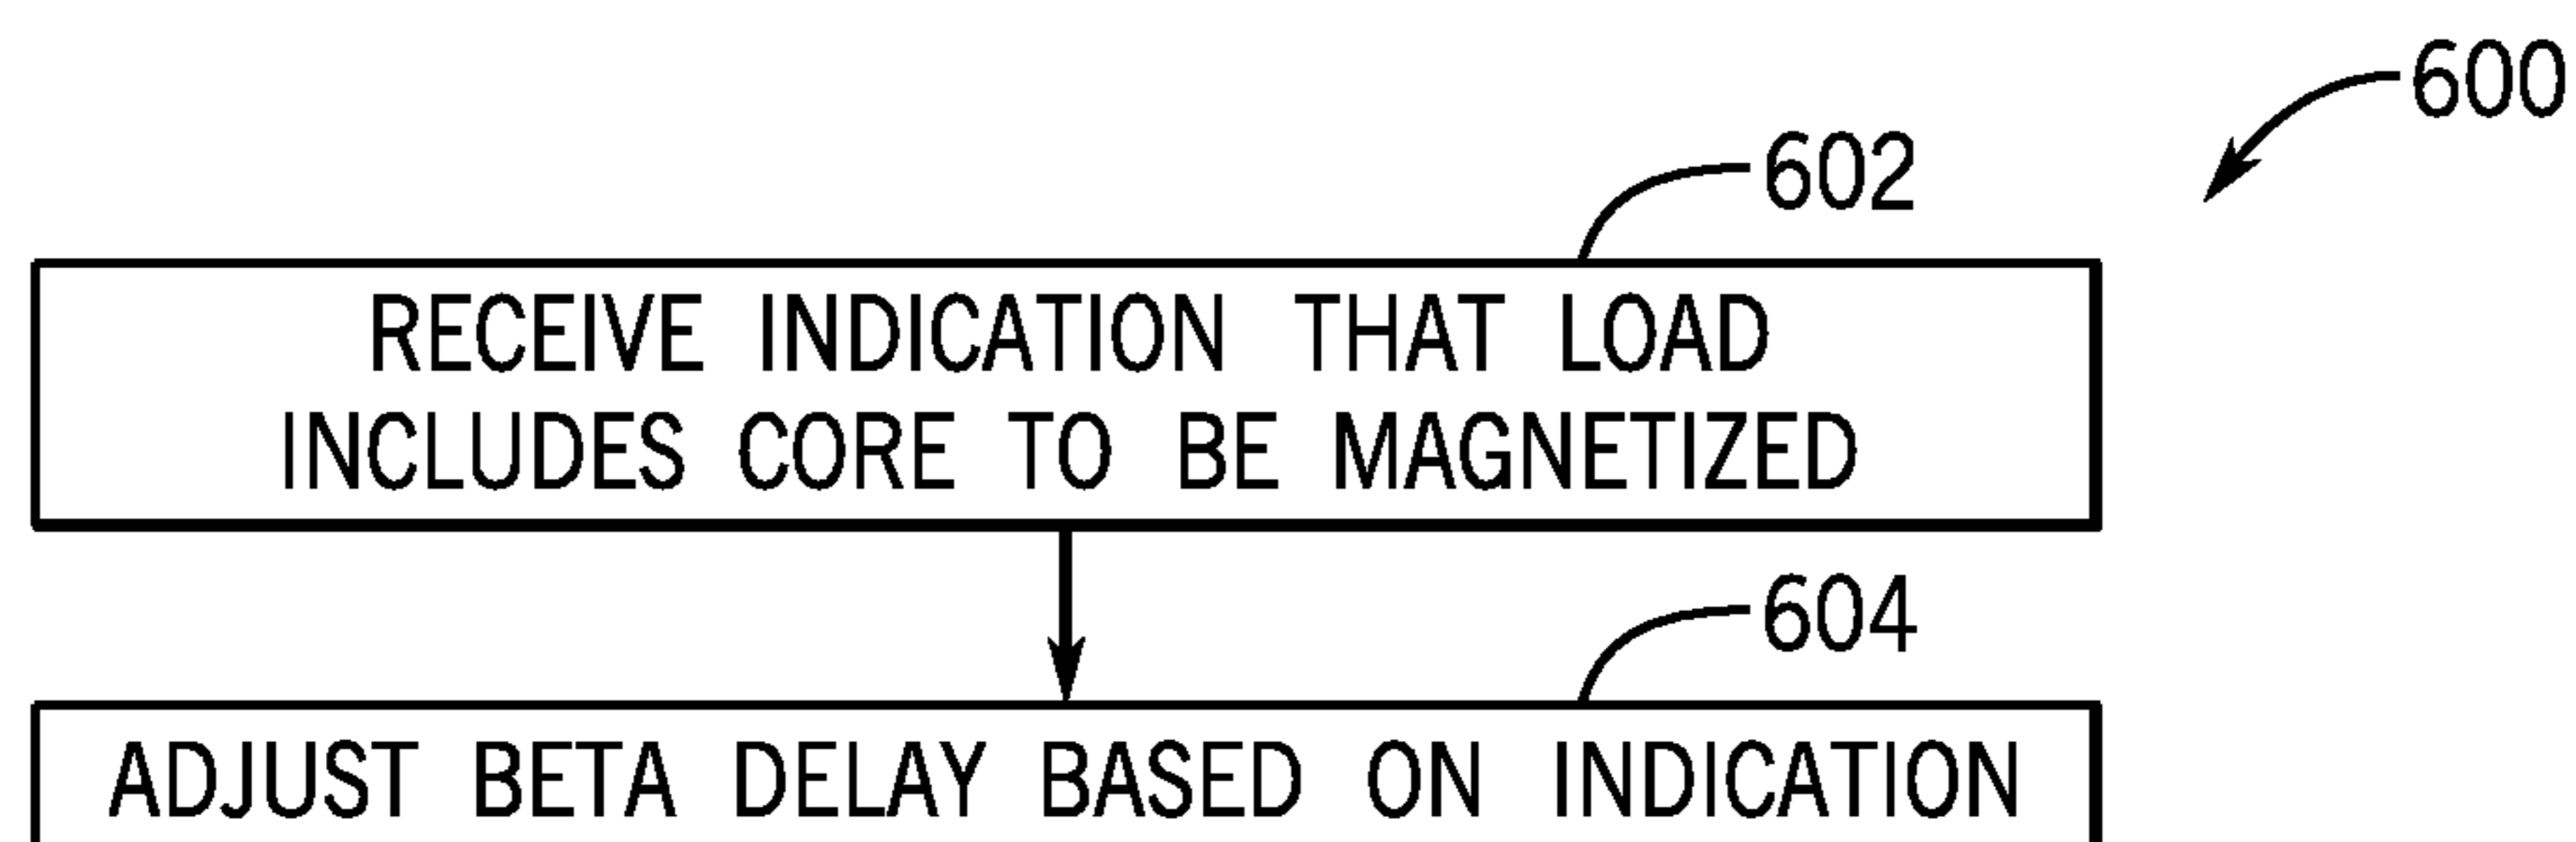 600
602
RECEIVE INDICATION THAT LOAD
INCLUDES CORE TO BE MAGNETIZED
604
ADJUST BETA DELAY BASED ON INDICATION